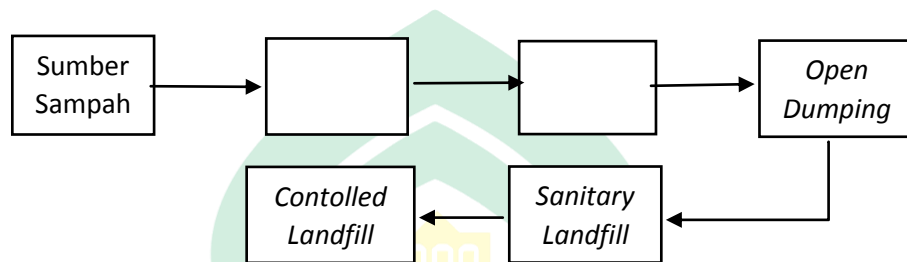 Sumber
Sampah
Open
Dumping
Contolled
Landfill
Sanitary
Landfill